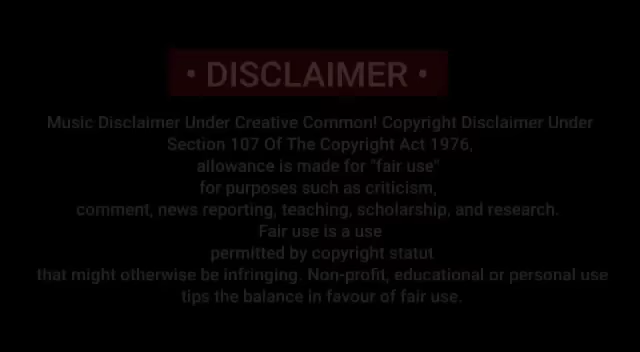 • DISCLAIMER •
Music Disclaimer Under Creative Common! Copyright Disclaimer Under
Section 107 Of The Copyright Act 1976,
allowance is made for "fair use"
for purposes such as criticism,
comment, news reporting, teaching, scholarship, and research.
Fair use is a use
permitted by copyright statut
that might otherwise be infringing. Non-profit, educational or personal use
tips the balance in favour of fair use.